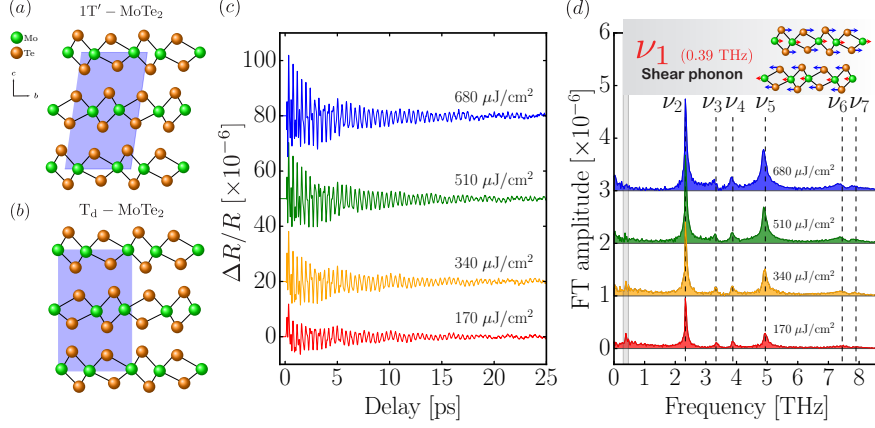 (a)
1T′ − MoTe2
Mo
Te
c
b
(b)
Td − MoTe2
(c)
ΔR/R [×10−6]
100
80
60
40
20
0
680 μJ/cm2
510 μJ/cm2
340 μJ/cm2
170 μJ/cm2
0 5 10 15 20 25
Delay [ps]
(d)
ν1 (0.39 THz)
Shear phonon
ν2 ν3 ν4 ν5 ν6 ν7
FT amplitude [×10−6]
6
5
4
3
2
1
0
680 μJ/cm2
510 μJ/cm2
340 μJ/cm2
170 μJ/cm2
0 1 2 3 4 5 6 7 8
Frequency [THz]